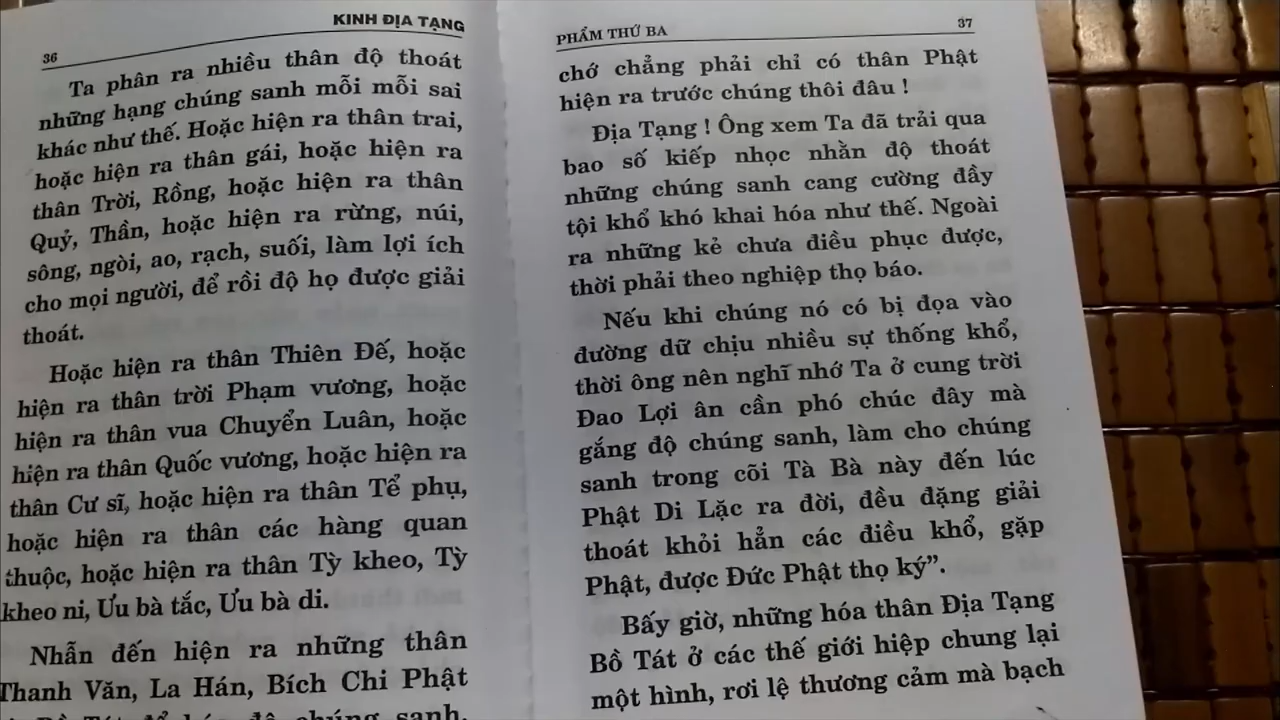 36
KINH ĐỊA TẠNG
Ta phân ra nhiều thân độ thoát
những hạng chúng sanh mỗi mỗi sai
khác như thế. Hoặc hiện ra thân trai,
hoặc hiện ra thân gái, hoặc hiện ra
thân Trời, Rồng, hoặc hiện ra thân
Quỷ, Thần, hoặc hiện ra rừng, núi,
sông, ngòi, ao, rạch, suối, làm lợi ích
cho mọi người, để rồi độ họ được giải
thoát.
Hoặc hiện ra thân Thiên Đế, hoặc
hiện ra thân trời Phạm vương, hoặc
hiện ra thân vua Chuyển Luân, hoặc
hiện ra thân Quốc vương, hoặc hiện ra
thân Cư sĩ, hoặc hiện ra thân Tể phụ,
hoặc hiện ra thân các hàng quan
thuộc, hoặc hiện ra thân Tỳ kheo, Tỳ
kheo ni, Ưu bà tắc, Ưu bà di.
Nhẫn đến hiện ra những thân
Thanh Văn, La Hán, Bích Chi Phật
chúng sanh,
PHẨM THỨ BA
37
chớ chẳng phải chỉ có thân Phật
hiện ra trước chúng thôi đâu !
Địa Tạng ! Ông xem Ta đã trải qua
bao số kiếp nhọc nhằn độ thoát
những chúng sanh cang cường đầy
tội khổ khó khai hóa như thế. Ngoài
ra những kẻ chưa điều phục được,
thời phải theo nghiệp thọ báo.
Nếu khi chúng nó có bị đọa vào
đường dữ chịu nhiều sự thống khổ,
thời ông nên nghĩ nhớ Ta ở cung trời
Đao Lợi ân cần phó chúc đây mà
gắng độ chúng sanh, làm cho chúng
sanh trong cõi Tà Bà này đến lúc
Phật Di Lặc ra đời, đều đặng giải
thoát khỏi hẳn các điều khổ, gặp
Phật, được Đức Phật thọ ký”.
Bấy giờ, những hóa thân Địa Tạng
Bồ Tát ở các thế giới hiệp chung lại
một hình, rơi lệ thương cảm mà bạch